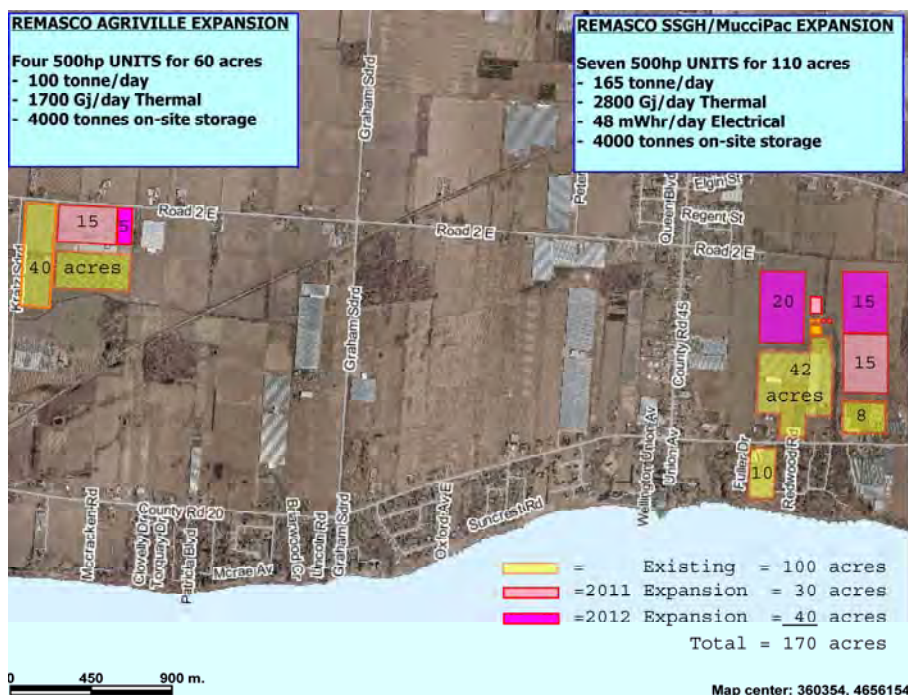 REMASCO AGRIVILLE EXPANSION
Four 500hp UNITS for 60 acres
- 100 tonne/day
- 1700 Gj/day Thermal
- 4000 tonnes on-site storage
REMASCO SSGH/MucciPac EXPANSION
Seven 500hp UNITS for 110 acres
- 165 tonne/day
- 2800 Gj/day Thermal
- 48 mWhr/day Electrical
- 4000 tonnes on-site storage
Graham Sdrd
Queen Blvd
Elgin St
Regent St
Road 2 E
Road 2 E
Road 2 E
Kratz Sdrd
15
5
40 acres
Graham Sdrd
County Rd 45
20
15
15
42
acres
8
10
Fuller Dr
Redwood Rd
Union Av
Wellington Union Av
County Rd 20
Mccracken Rd
Clovelly Dr
Torquay Dr
Patricia Blvd
Mcrae Av
Lincoln Rd
Graham Sdrd
Oxford Av E
Suncrest Rd
= Existing = 100 acres
=2011 Expansion = 30 acres
=2012 Expansion = 40 acres
Total = 170 acres
0 450 900 m.
Map center: 360354, 4656154